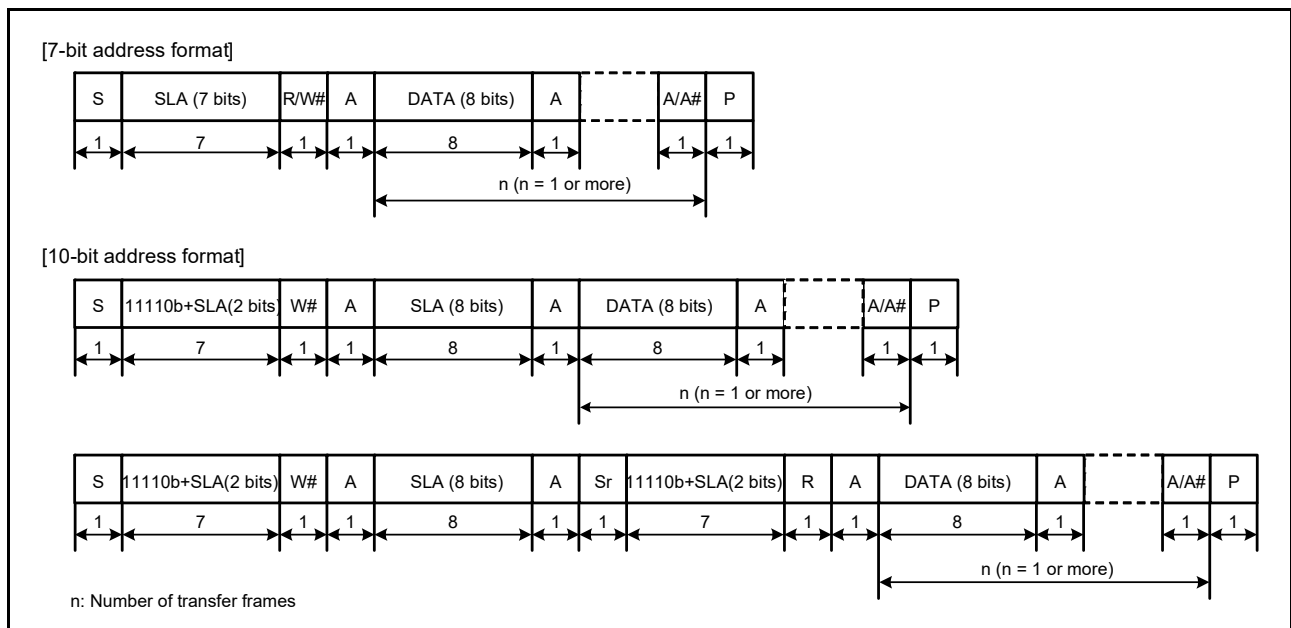 [7-bit address format]
S SLA (7 bits) R/W# A DATA (8 bits) A A/A# P
1 7 1 1 8 1 1 1
n (n = 1 or more)
[10-bit address format]
S 11110b+SLA(2 bits) W# A SLA (8 bits) A DATA (8 bits) A A/A# P
1 7 1 1 8 1 8 1 1 1
n (n = 1 or more)
S 11110b+SLA(2 bits) W# A SLA (8 bits) A Sr 11110b+SLA(2 bits) R A DATA (8 bits) A A/A# P
1 7 1 1 8 1 1 7 1 1 8 1 1 1
n (n = 1 or more)
n: Number of transfer frames